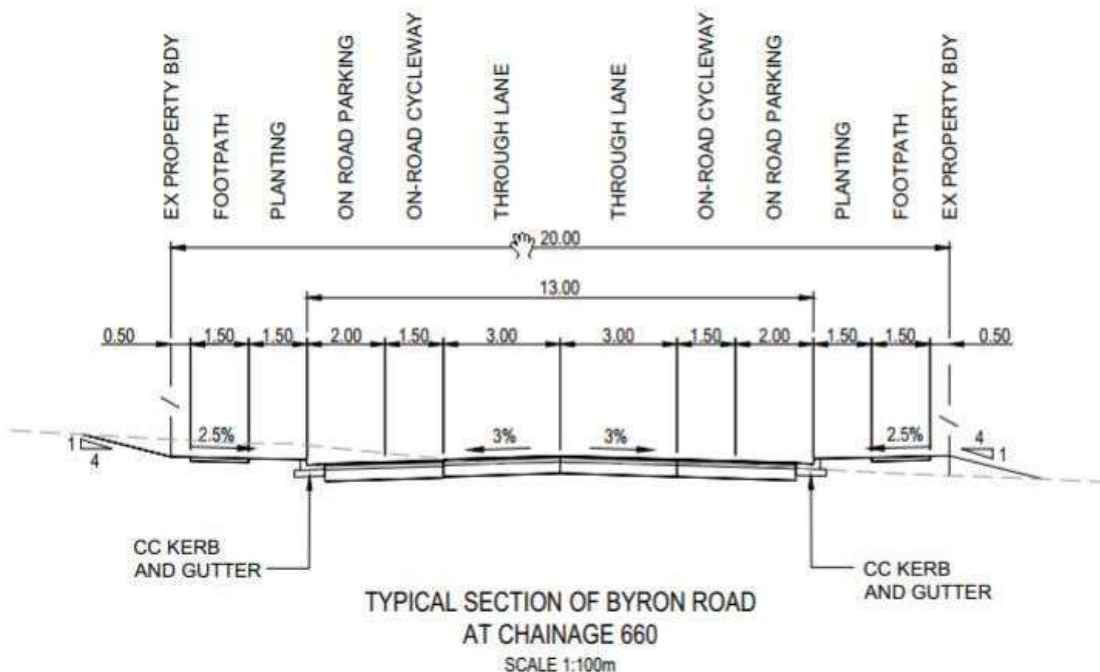 EX PROPERTY BDY
FOOTPATH
PLANTING
ON ROAD PARKING
ON-ROAD CYCLEWAY
THROUGH LANE
THROUGH LANE
ON-ROAD CYCLEWAY
ON ROAD PARKING
PLANTING
FOOTPATH
EX PROPERTY BDY
20.00
13.00
0.50 1.50 1.50 2.00 1.50 3.00 3.00 1.50 2.00 1.50 1.50 0.50
1
4
2.5%
3%
3%
2.5%
4
1
CC KERB
AND GUTTER
CC KERB
AND GUTTER
TYPICAL SECTION OF BYRON ROAD
AT CHAINAGE 660
SCALE 1:100m